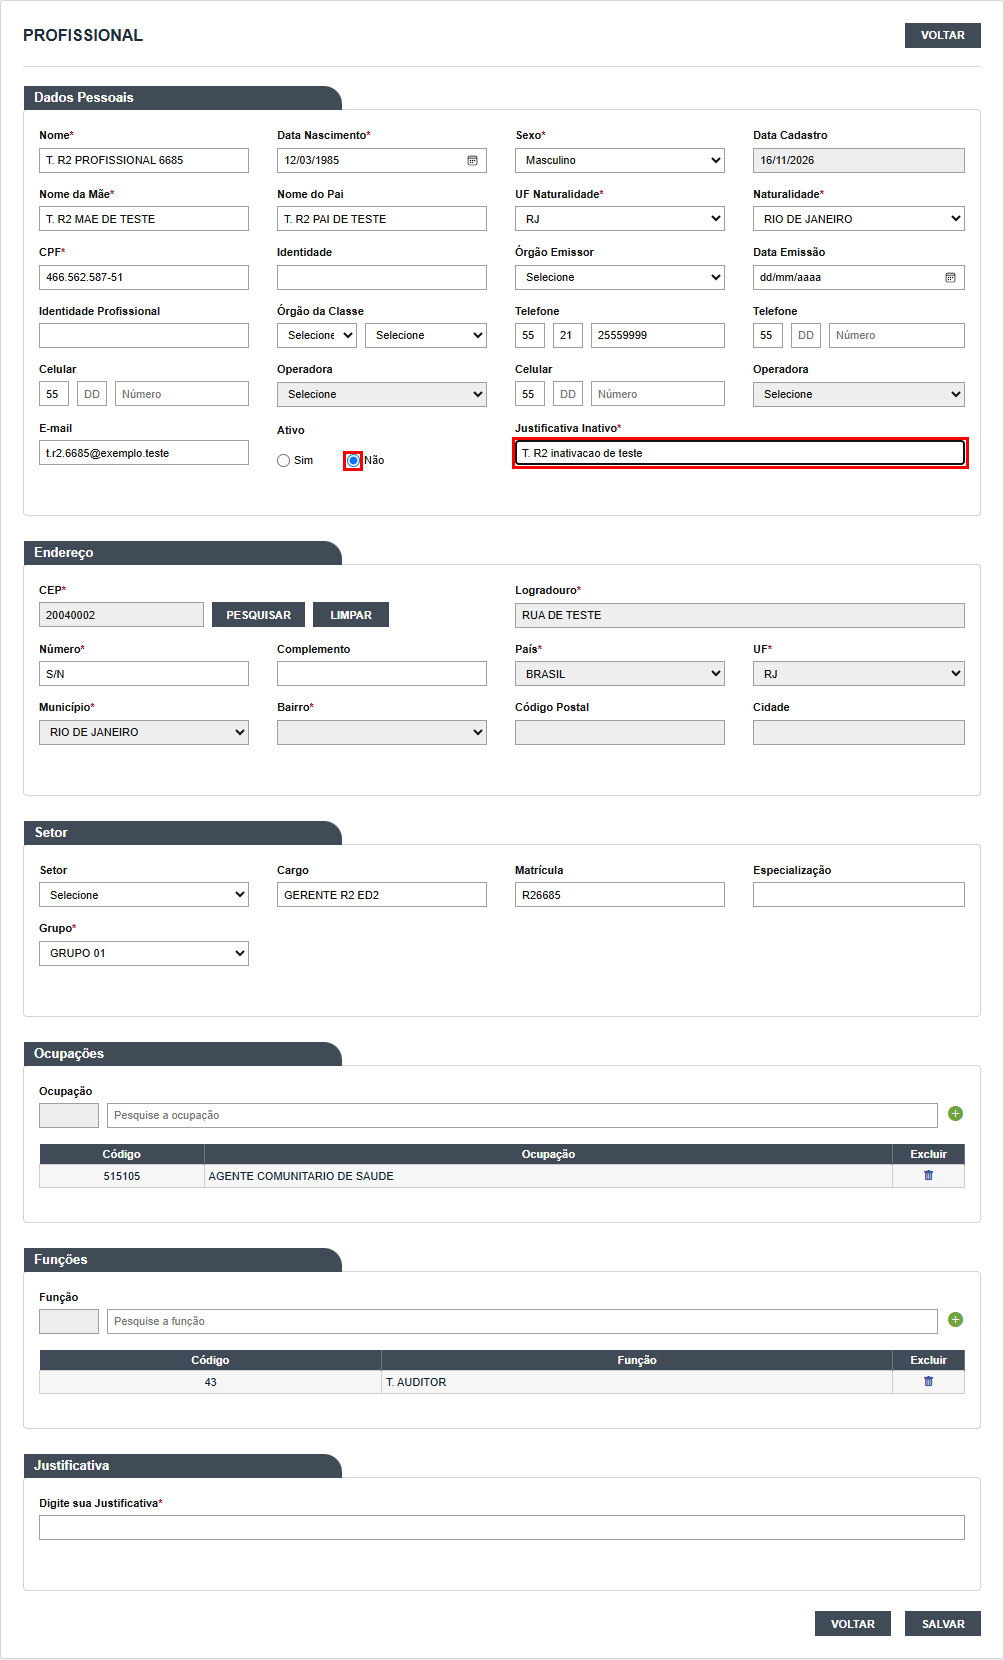 PROFISSIONAL
VOLTAR
Dados Pessoais
Nome* Data Nascimento* Sexo* Data Cadastro
T. R2 PROFISSIONAL 6685 12/03/1985 Masculino 16/11/2026
Nome da Mãe* Nome do Pai UF Naturalidade* Naturalidade*
T. R2 MAE DE TESTE T. R2 PAI DE TESTE RJ RIO DE JANEIRO
CPF* Identidade Órgão Emissor Data Emissão
466.562.587-51 Selecione dd/mm/aaaa
Identidade Profissional Órgão da Classe Telefone Telefone
Selecione Selecione 55 21 25559999 55 DD Número
Celular Operadora Celular Operadora
55 DD Número Selecione 55 DD Número Selecione
E-mail Ativo Justificativa Inativo*
t.r2.6685@exemplo.teste Sim Não T. R2 inativacao de teste
Endereço
CEP* Logradouro*
20040002 PESQUISAR LIMPAR RUA DE TESTE
Número* Complemento País* UF*
S/N BRASIL RJ
Município* Bairro* Código Postal Cidade
RIO DE JANEIRO
Setor
Setor Cargo Matrícula Especialização
Selecione GERENTE R2 ED2 R26685
Grupo*
GRUPO 01
Ocupações
Ocupação
Pesquise a ocupação
Código Ocupação Excluir
515105 AGENTE COMUNITARIO DE SAUDE
Funções
Função
Pesquise a função
Código Função Excluir
43 T. AUDITOR
Justificativa
Digite sua Justificativa*
VOLTAR SALVAR